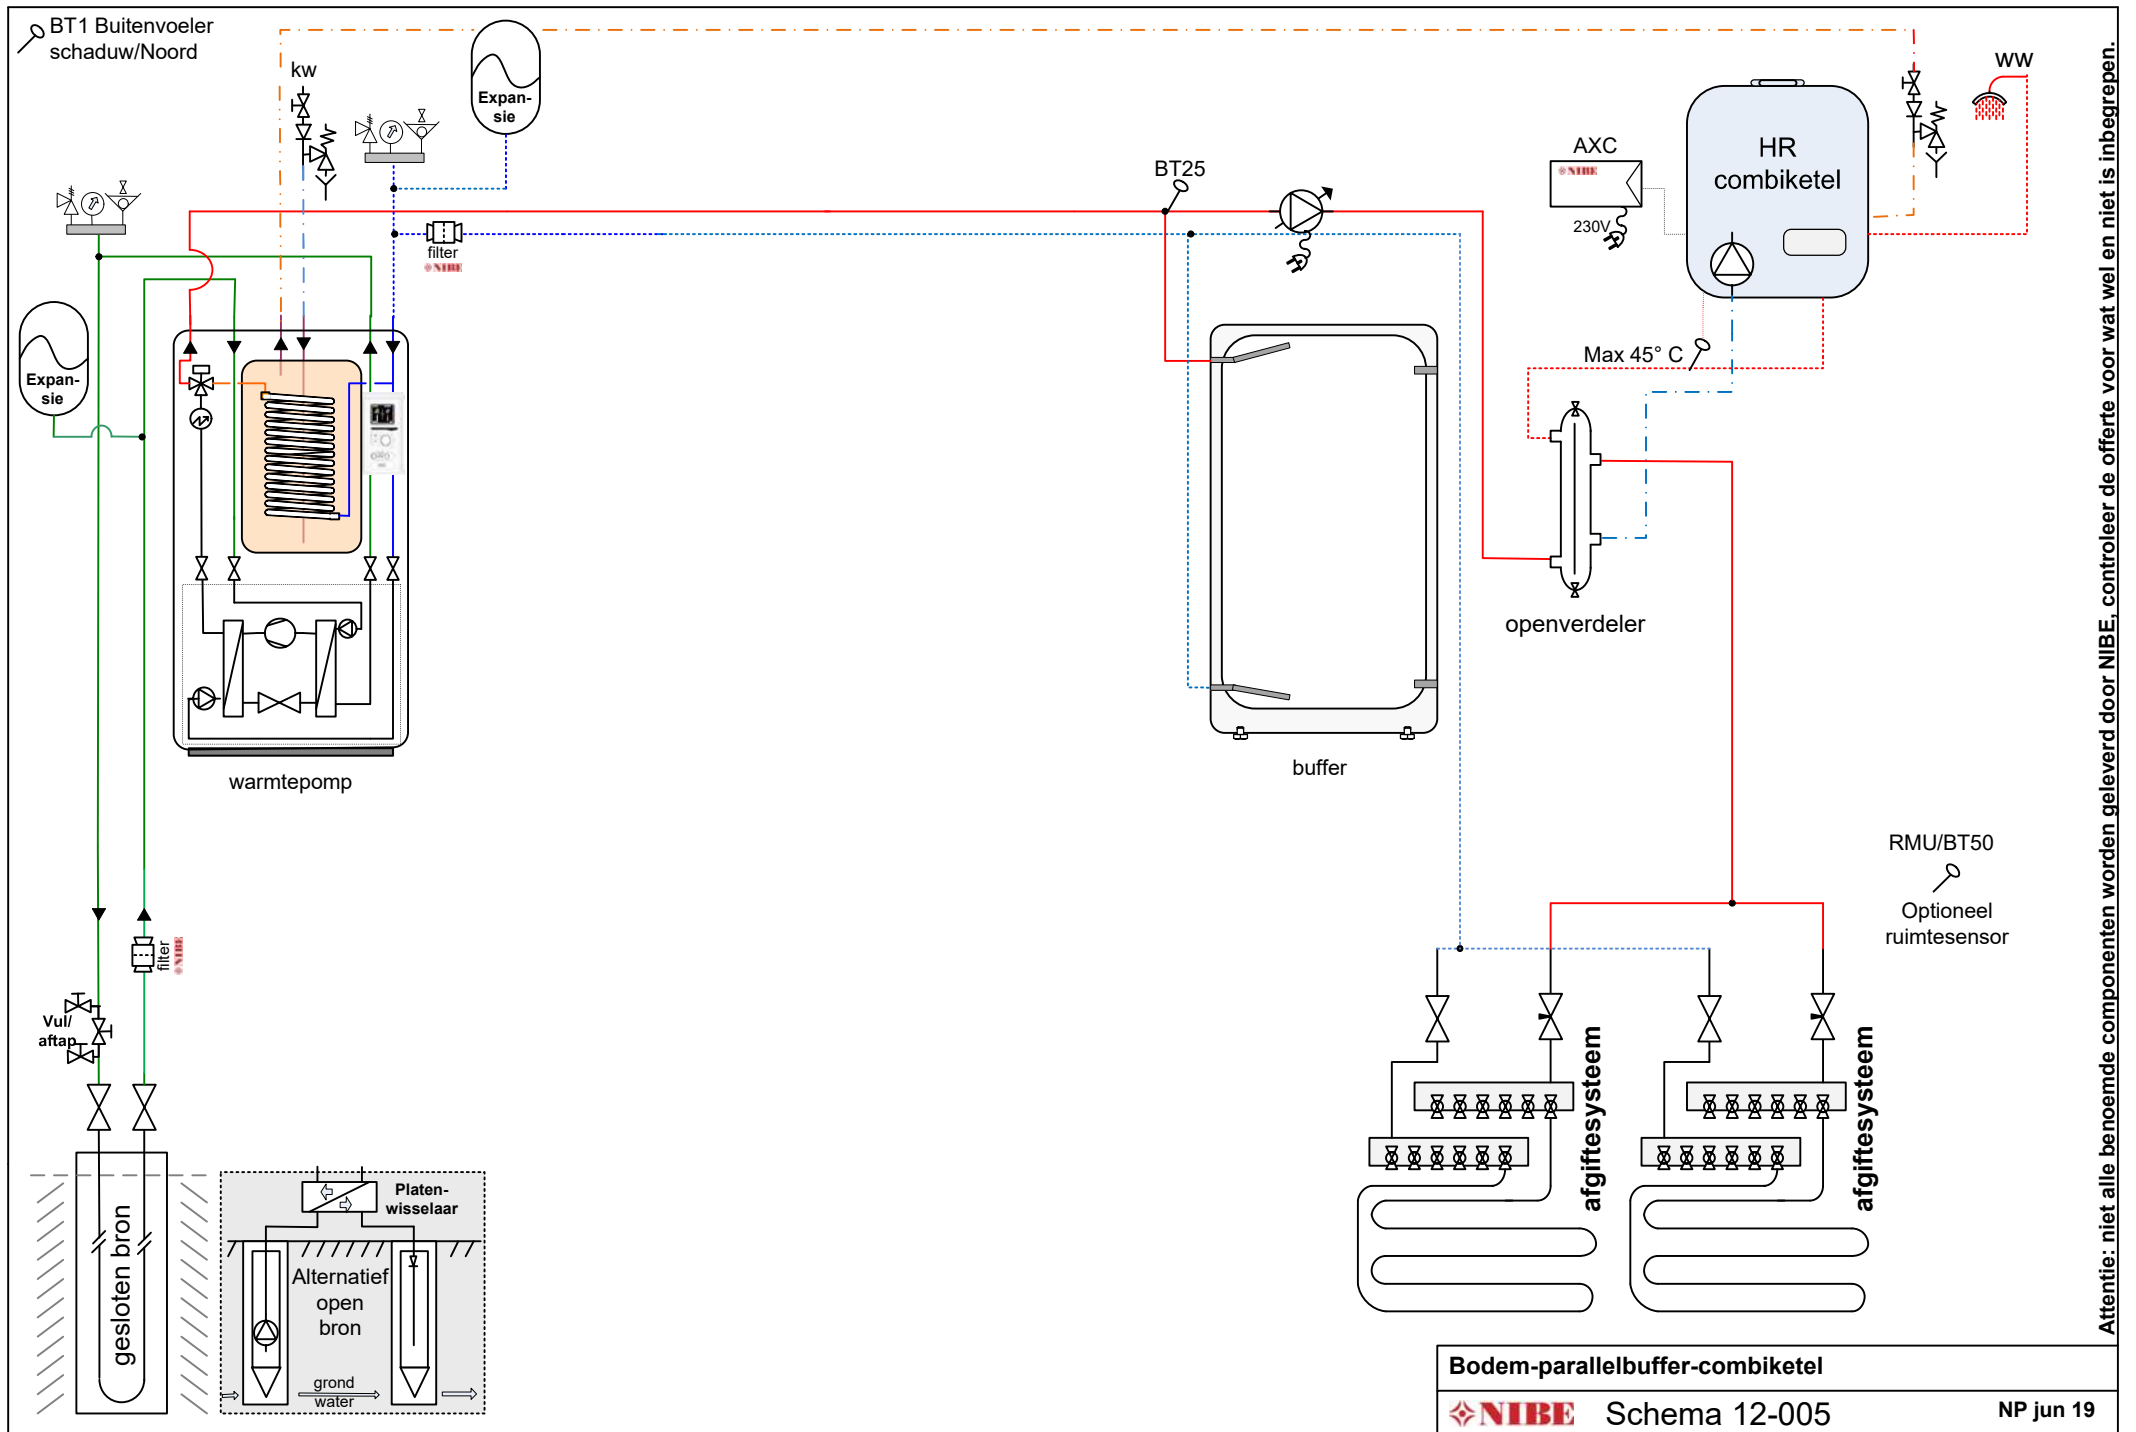 BT1 Buitenvoeler
schaduw/Noord
kw
Expan-
sie
filter
NIBE
Expan-
sie
warmtepomp
BT25
buffer
AXC
NIBE
230V
HR
combiketel
WW
Max 45° C
openverdeler
RMU/BT50
Optioneel
ruimtesensor
filter
NIBE
Vul/
aftap
gesloten bron
Platen-
wisselaar
Alternatief
open
bron
grond
water
afgiftesysteem
afgiftesysteem
Attentie: niet alle benoemde componenten worden geleverd door NIBE, controleer de offerte voor wat wel en niet is inbegrepen.
Bodem-parallelbuffer-combiketel
NIBE Schema 12-005 NP jun 19